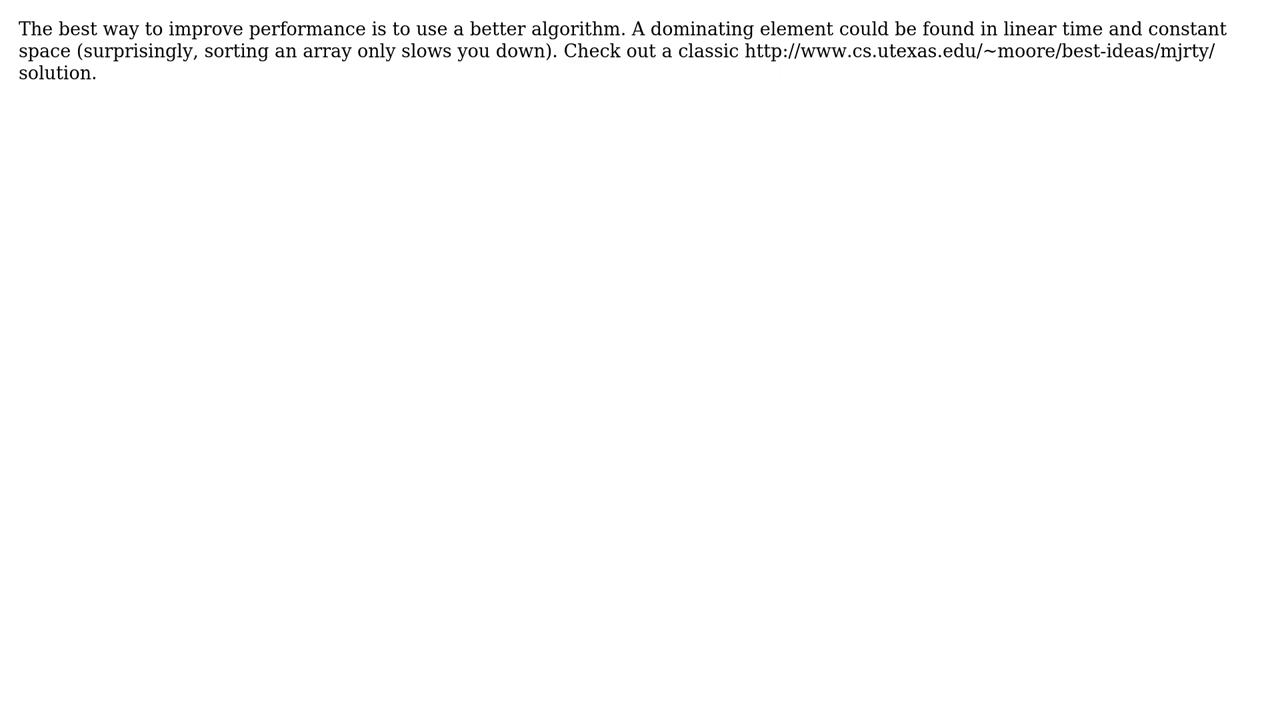 The best way to improve performance is to use a better algorithm. A dominating element could be found in linear time and constant
space (surprisingly, sorting an array only slows you down). Check out a classic http://www.cs.utexas.edu/~moore/best-ideas/mjrty/
solution.